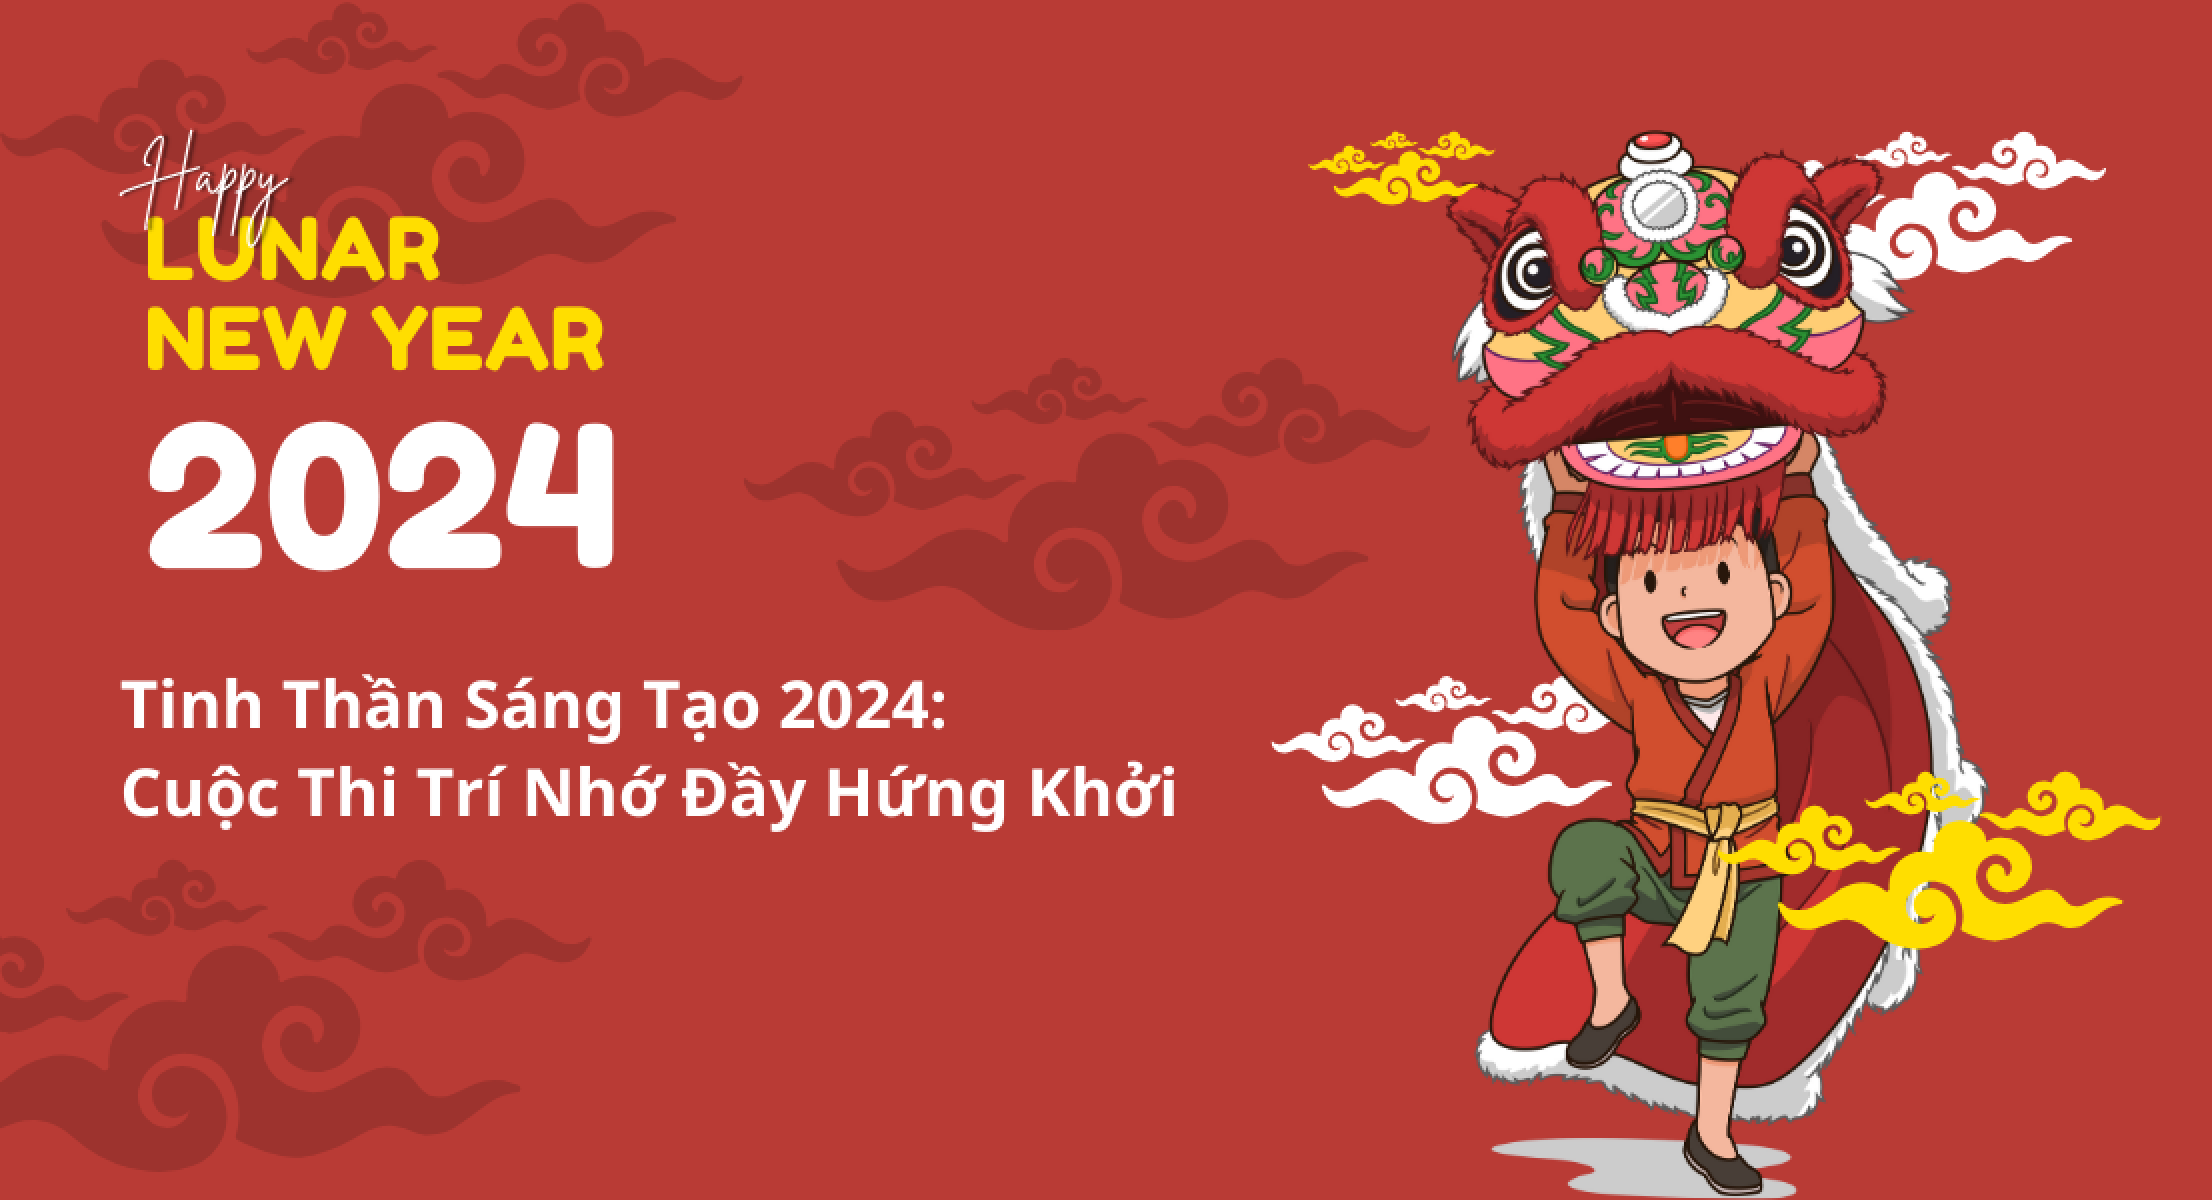 Happy
LUNAR
NEW YEAR
2024
Tinh Thần Sáng Tạo 2024:
Cuộc Thi Trí Nhớ Đầy Hứng Khởi